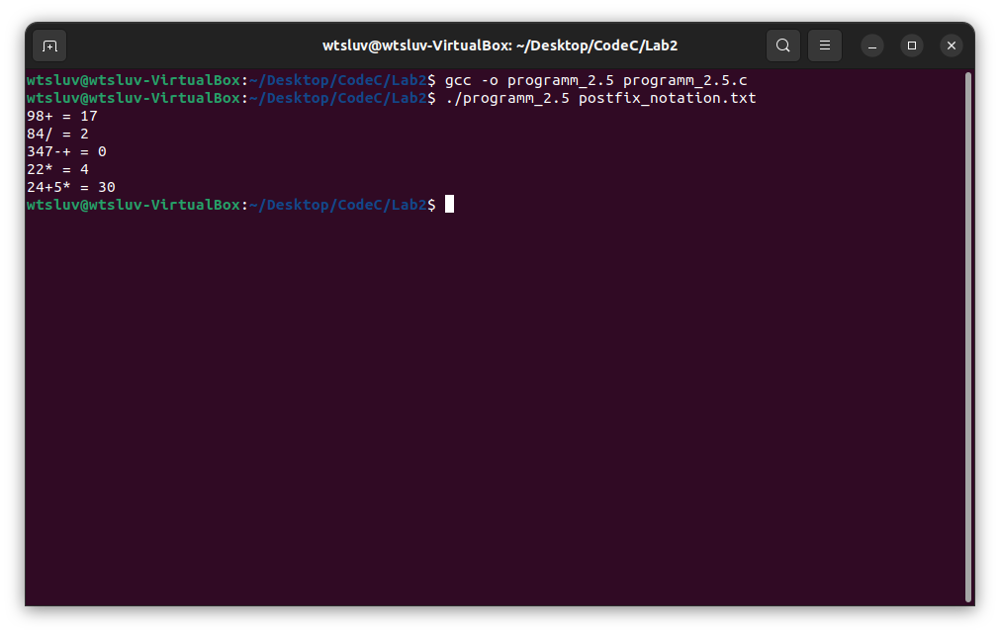 wtsluv@wtsluv-VirtualBox: ~/Desktop/CodeC/Lab2
wtsluv@wtsluv-VirtualBox:~/Desktop/CodeC/Lab2$ gcc -o programm_2.5 programm_2.5.c
wtsluv@wtsluv-VirtualBox:~/Desktop/CodeC/Lab2$ ./programm_2.5 postfix_notation.txt
98+ = 17
84/ = 2
347-+ = 0
22* = 4
24+5* = 30
wtsluv@wtsluv-VirtualBox:~/Desktop/CodeC/Lab2$